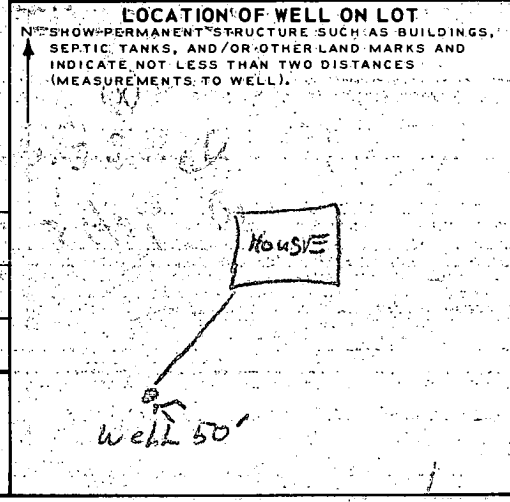 LOCATION OF WELL ON LOT
N SHOW PERMANENT STRUCTURE SUCH AS BUILDINGS,
SEPTIC TANKS, AND/OR OTHER LAND MARKS AND
INDICATE NOT LESS THAN TWO DISTANCES
(MEASUREMENTS TO WELL).
House
Well 50'